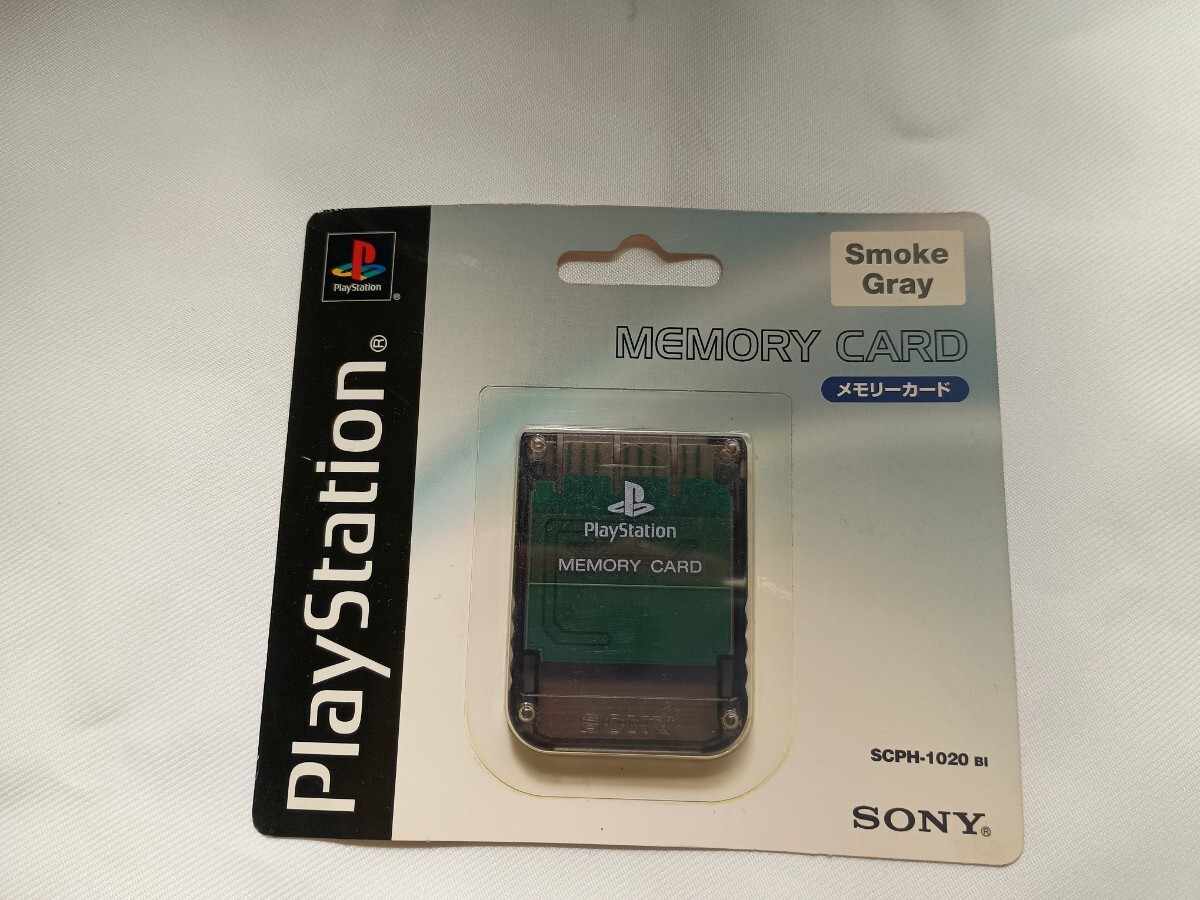 PlayStation
®
PlayStation®
Smoke
Gray
MEMORY CARD
メモリーカード
PlayStation
MEMORY CARD
SONY
SCPH-1020 BI
SONY®